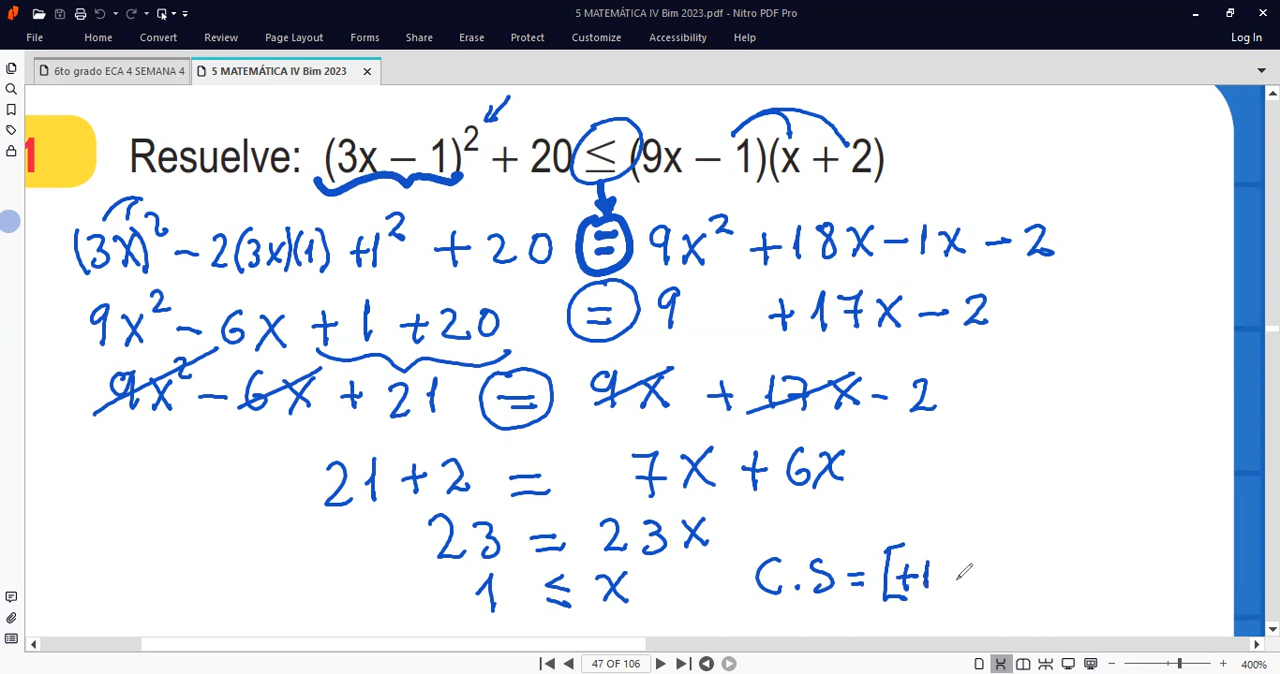 5 MATEMÁTICA IV Bim 2023.pdf - Nitro PDF Pro
File Home Convert Review Page Layout Forms Share Erase Protect Customize Accessibility Help Log In
6to grado ECA 4 SEMANA 4 5 MATEMÁTICA IV Bim 2023
1 Resuelve: (3x – 1)² + 20 ≤ (9x – 1)(x + 2)
(3x)² - 2(3x)(1) + 1² + 20 = 9x² + 18x - 1x - 2
9x² - 6x + 1 + 20 = 9 + 17x - 2
9x² - 6x + 21 = 9x + 17x - 2
21 + 2 = 7x + 6x
23 = 23x
1 ≤ x C.S = [+1
47 OF 106 400%